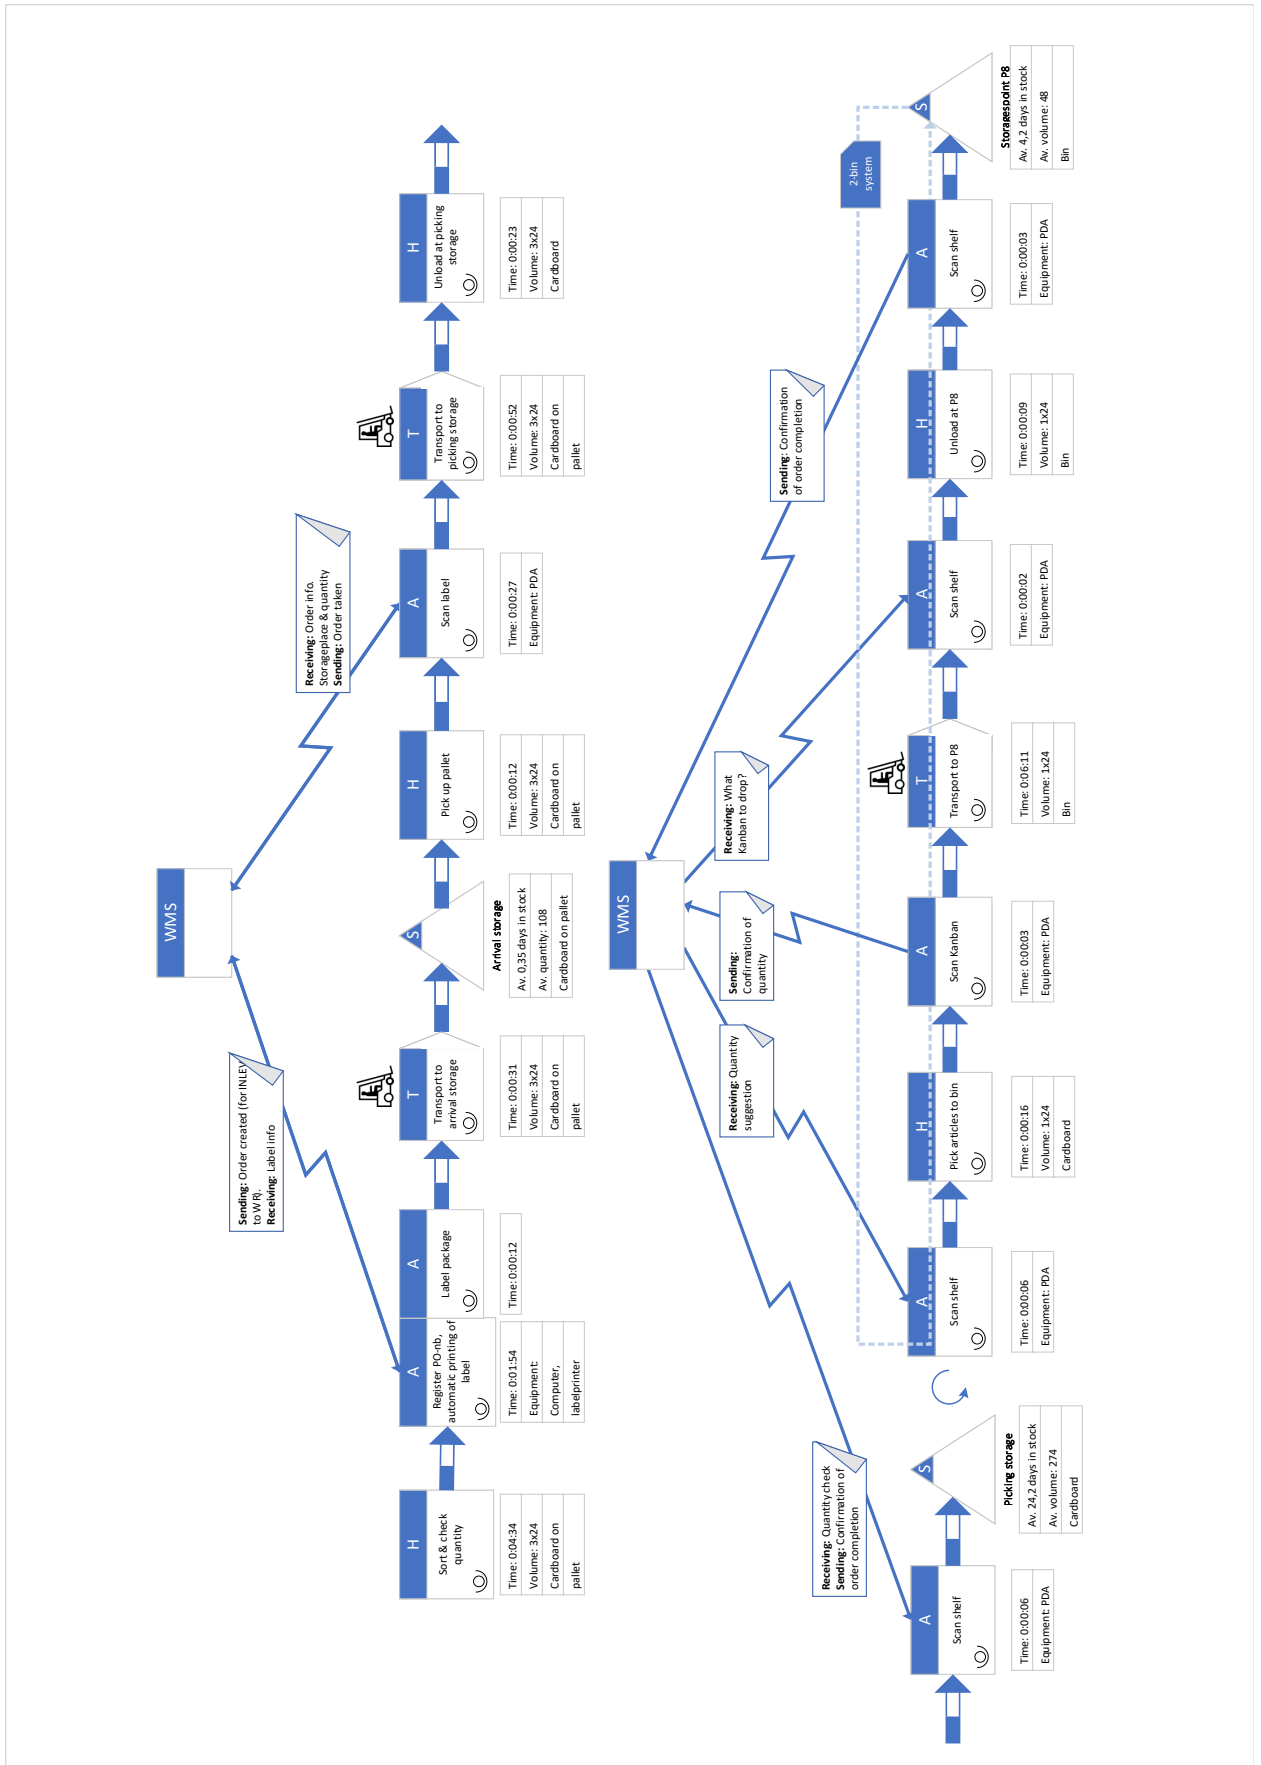 WMS
Sending: Order created (for INLEV
to WR).
Receiving: Label info
Receiving: Order info.
Storageplace & quantity
Sending: Order taken
H
Sort & check
quantity
Time: 0:04:34
Volume: 3x24
Cardboard on
pallet
A
Register PO-nb,
automatic printing of
label
Time: 0:01:54
Equipment:
Computer,
labelprinter
A
Label package
Time: 0:00:12
T
Transport to
arrival storage
Time: 0:00:31
Volume: 3x24
Cardboard on
pallet
S
Arrival storage
Av. 0,35 days in stock
Av. quantity: 108
Cardboard on pallet
H
Pick up pallet
Time: 0:00:12
Volume: 3x24
Cardboard on
pallet
A
Scan label
Time: 0:00:27
Equipment: PDA
T
Transport to
picking storage
Time: 0:00:52
Volume: 3x24
Cardboard on
pallet
H
Unload at picking
storage
Time: 0:00:23
Volume: 3x24
Cardboard
WMS
Receiving: Quantity check
Sending: Confirmation of
order completion
Receiving: Quantity
suggestion
Sending:
Confirmation of
quantity
Receiving: What
Kanban to drop?
Sending: Confirmation
of order completion
2-bin
system
A
Scan shelf
Time: 0:00:06
Equipment: PDA
S
Picking storage
Av. 24,2 days in stock
Av. volume: 274
Cardboard
A
Scan shelf
Time: 0:00:06
Equipment: PDA
H
Pick articles to bin
Time: 0:00:16
Volume: 1x24
Cardboard
A
Scan Kanban
Time: 0:00:03
Equipment: PDA
T
Transport to P8
Time: 0:06:11
Volume: 1x24
Bin
A
Scan shelf
Time: 0:00:02
Equipment: PDA
H
Unload at P8
Time: 0:00:09
Volume: 1x24
Bin
A
Scan shelf
Time: 0:00:03
Equipment: PDA
S
Storagespoint P8
Av. 4,2 days in stock
Av. volume: 48
Bin